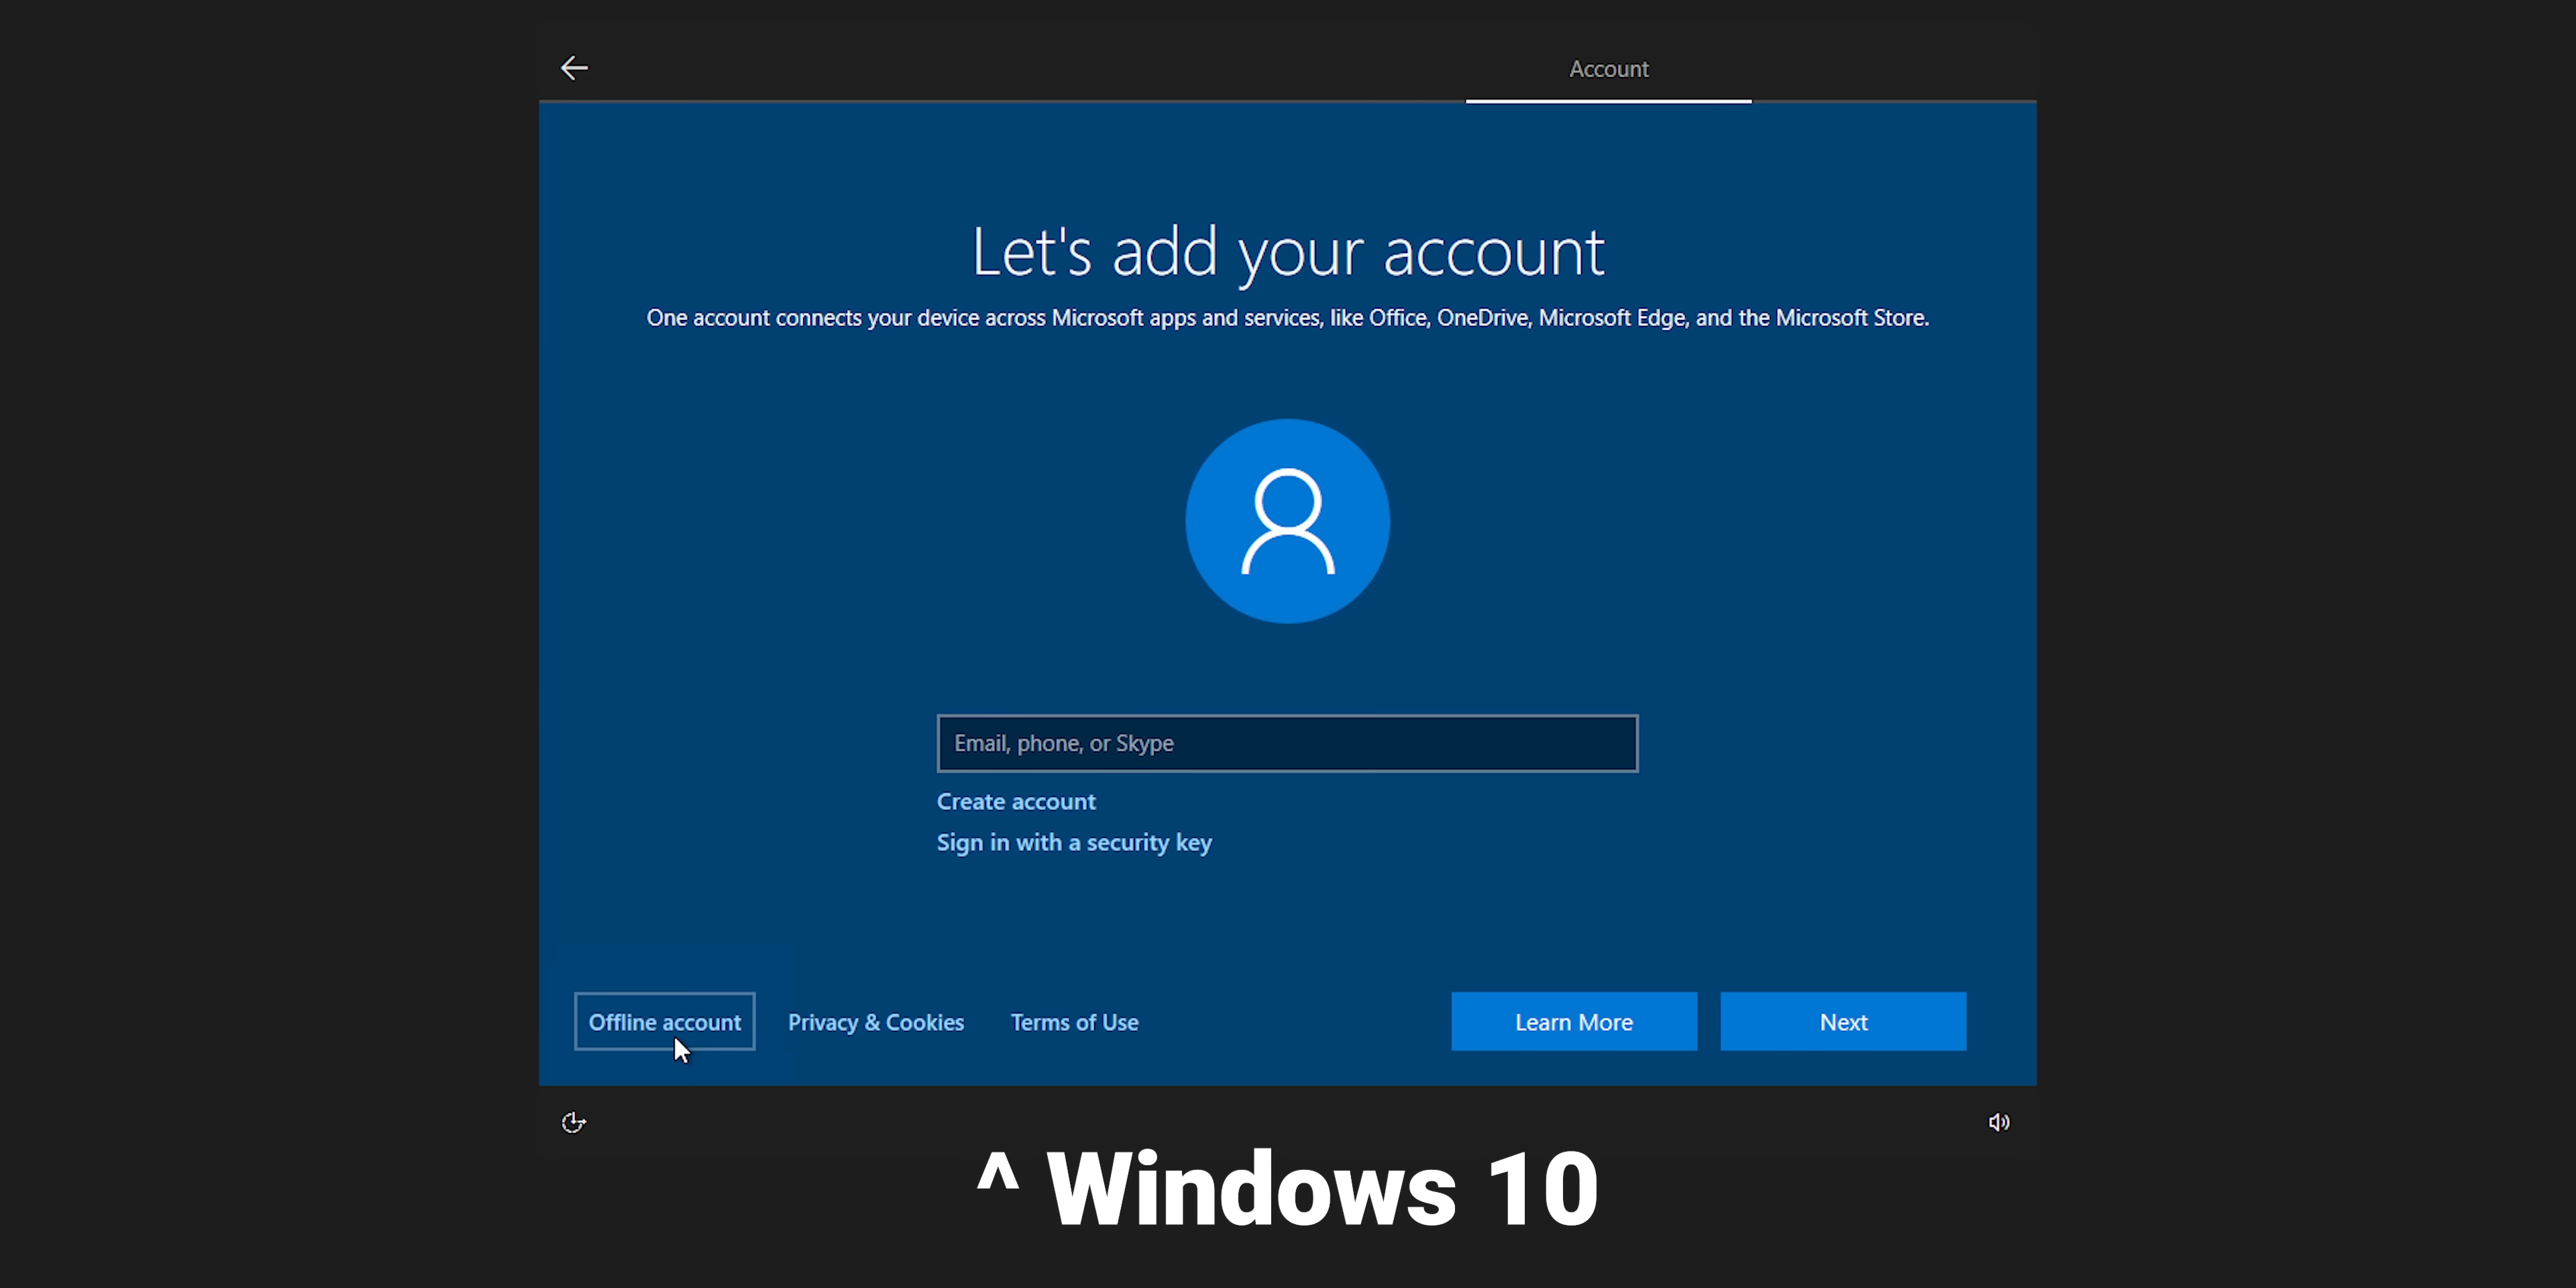 Account
Let's add your account
One account connects your device across Microsoft apps and services, like Office, OneDrive, Microsoft Edge, and the Microsoft Store.
Email, phone, or Skype
Create account
Sign in with a security key
Offline account Privacy & Cookies Terms of Use Learn More Next
^ Windows 10